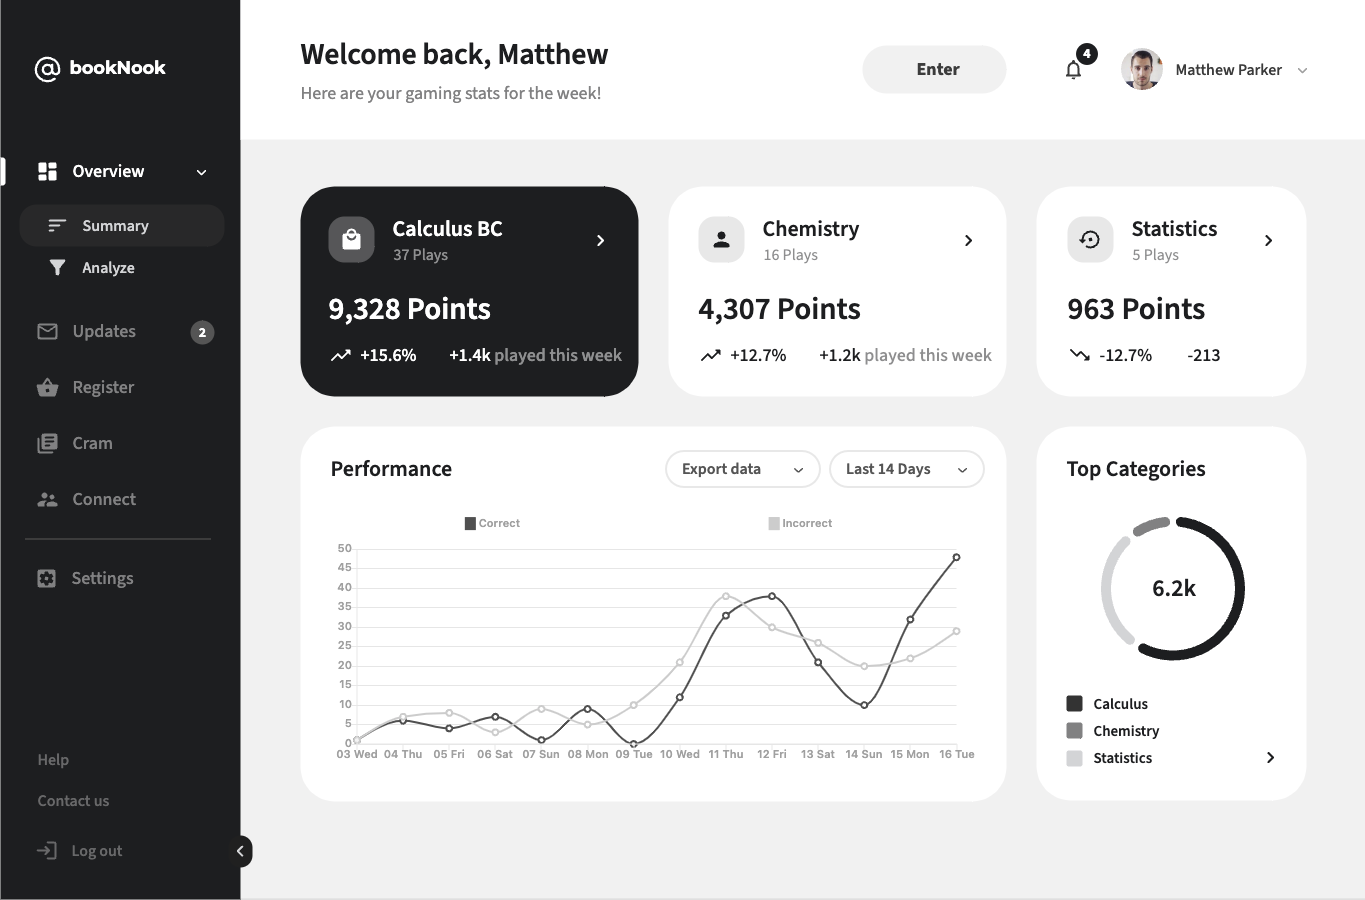 @ bookNook
Overview
Summary
Analyze
Updates 2
Register
Cram
Connect
Settings
Help
Contact us
Log out
Welcome back, Matthew
Here are your gaming stats for the week!
Enter
4
Matthew Parker
Calculus BC
37 Plays
9,328 Points
+15.6% +1.4k played this week
Chemistry
16 Plays
4,307 Points
+12.7% +1.2k played this week
Statistics
5 Plays
963 Points
-12.7% -213
Performance
Export data
Last 14 Days
Correct Incorrect
50
45
40
35
30
25
20
15
10
5
0
03 Wed 04 Thu 05 Fri 06 Sat 07 Sun 08 Mon 09 Tue 10 Wed 11 Thu 12 Fri 13 Sat 14 Sun 15 Mon 16 Tue
Top Categories
6.2k
Calculus
Chemistry
Statistics